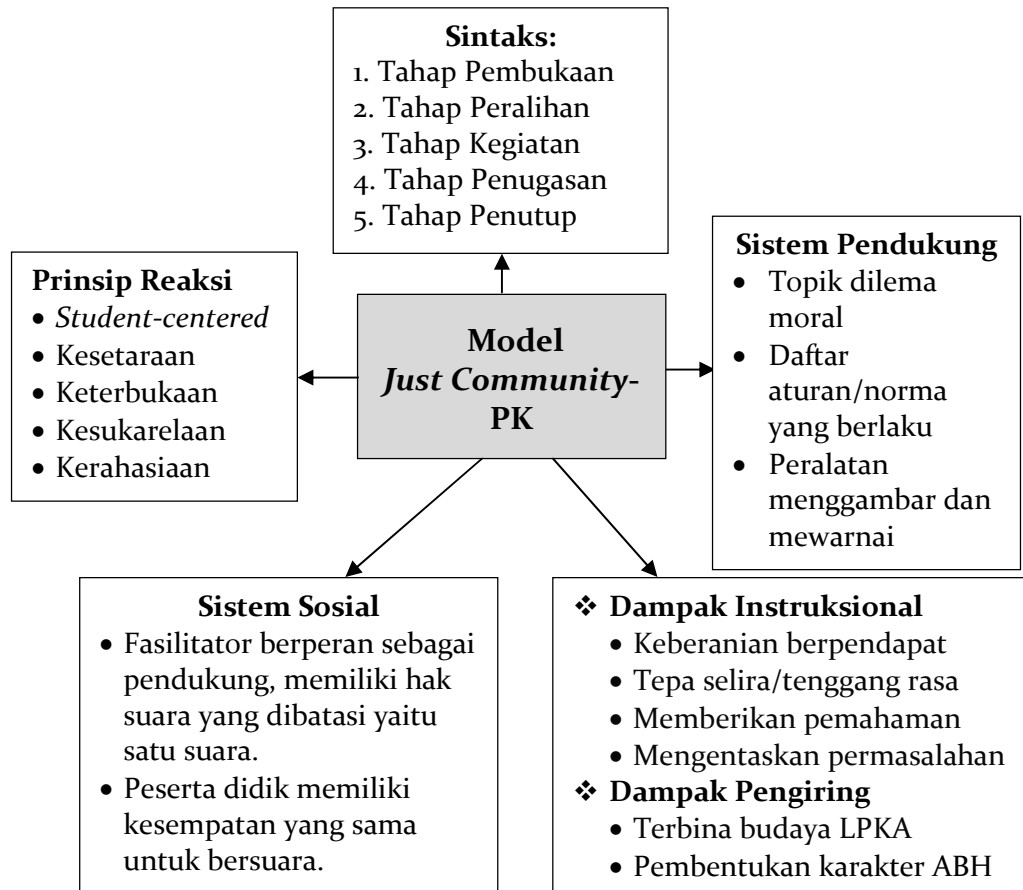 Sintaks:
1. Tahap Pembukaan
2. Tahap Peralihan
3. Tahap Kegiatan
4. Tahap Penugasan
5. Tahap Penutup
Prinsip Reaksi
• Student-centered
• Kesetaraan
• Keterbukaan
• Kesukarelaan
• Kerahasiaan
Model
Just Community-
PK
Sistem Pendukung
• Topik dilema
moral
• Daftar
aturan/norma
yang berlaku
• Peralatan
menggambar dan
mewarnai
Sistem Sosial
• Fasilitator berperan sebagai
pendukung, memiliki hak
suara yang dibatasi yaitu
satu suara.
• Peserta didik memiliki
kesempatan yang sama
untuk bersuara.
❖ Dampak Instruksional
• Keberanian berpendapat
• Tepa selira/tenggang rasa
• Memberikan pemahaman
• Mengentaskan permasalahan
❖ Dampak Pengiring
• Terbina budaya LPKA
• Pembentukan karakter ABH